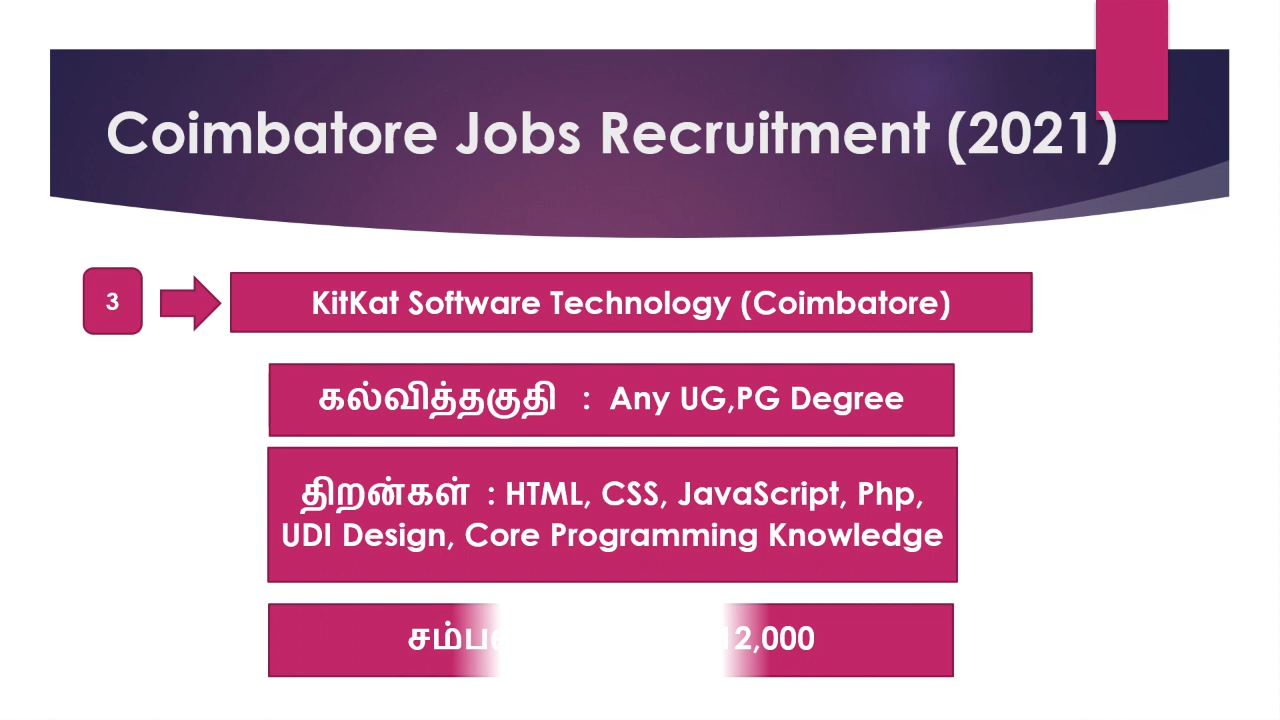 Coimbatore Jobs Recruitment (2021)
3
KitKat Software Technology (Coimbatore)
கல்வித்தகுதி : Any UG,PG Degree
திறன்கள் : HTML, CSS, JavaScript, Php,
UDI Design, Core Programming Knowledge
12,000